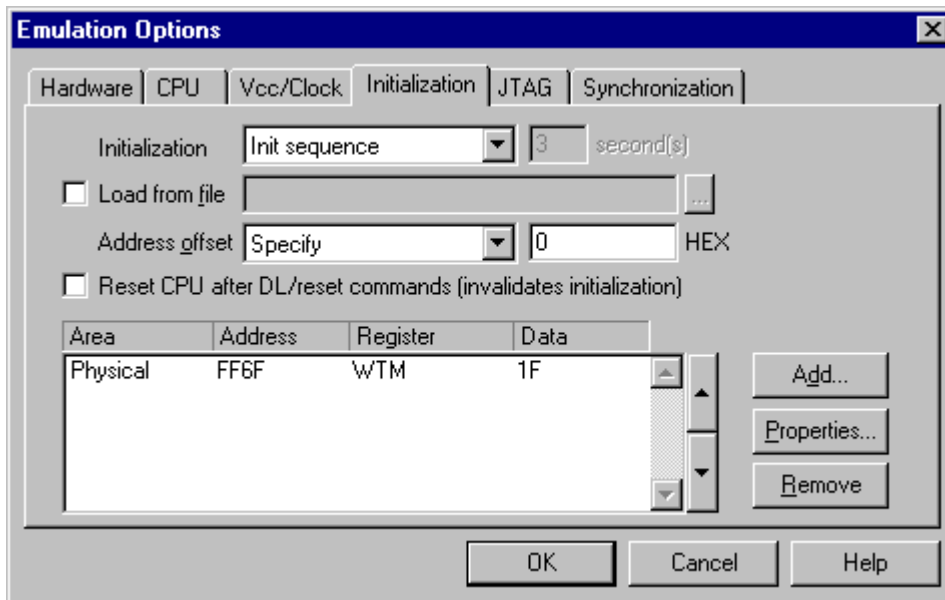 Emulation Options
Hardware CPU Vcc/Clock Initialization JTAG Synchronization
Initialization Init sequence 3 second(s)
Load from file ...
Address offset Specify 0 HEX
Reset CPU after DL/reset commands (invalidates initialization)
Area Address Register Data
Physical FF6F WTM 1F
Add...
Properties...
Remove
OK Cancel Help